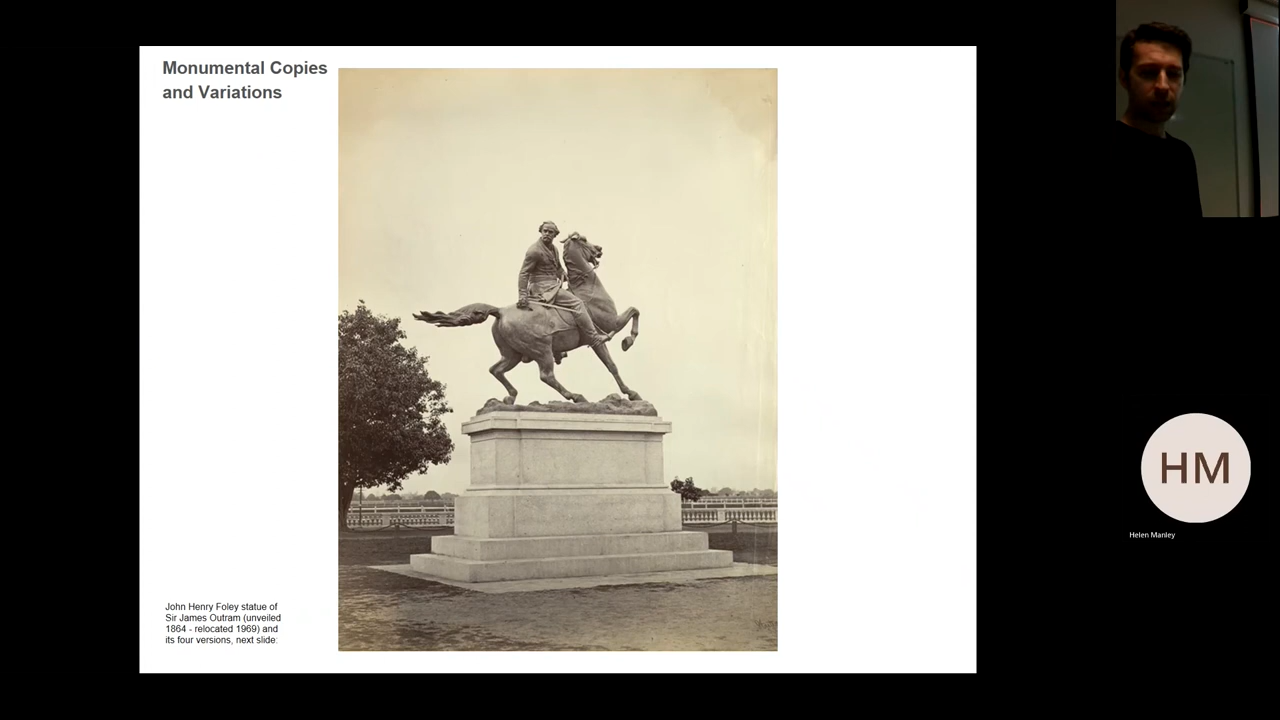 Monumental Copies
and Variations
John Henry Foley statue of
Sir James Outram (unveiled
1864 - relocated 1969) and
its four versions, next slide:
HM
Helen Manley